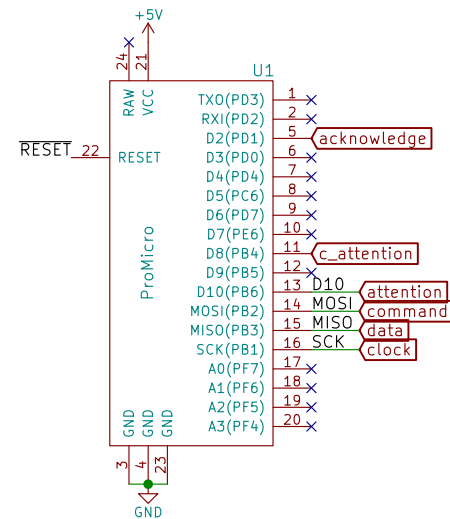 +5V
24
21
U1
RAW
VCC
TXO(PD3) 1
RXI(PD2) 2
D2(PD1) 5 acknowledge
RESET 22 RESET D3(PD0) 6
D4(PD4) 7
D5(PC6) 8
D6(PD7) 9
D7(PE6) 10
ProMicro
D8(PB4) 11 c_attention
D9(PB5) 12
D10(PB6) 13 D10 attention
MOSI(PB2) 14 MOSI command
MISO(PB3) 15 MISO data
SCK(PB1) 16 SCK clock
A0(PF7) 17
A1(PF6) 18
A2(PF5) 19
A3(PF4) 20
GND
GND
GND
3
4
23
GND